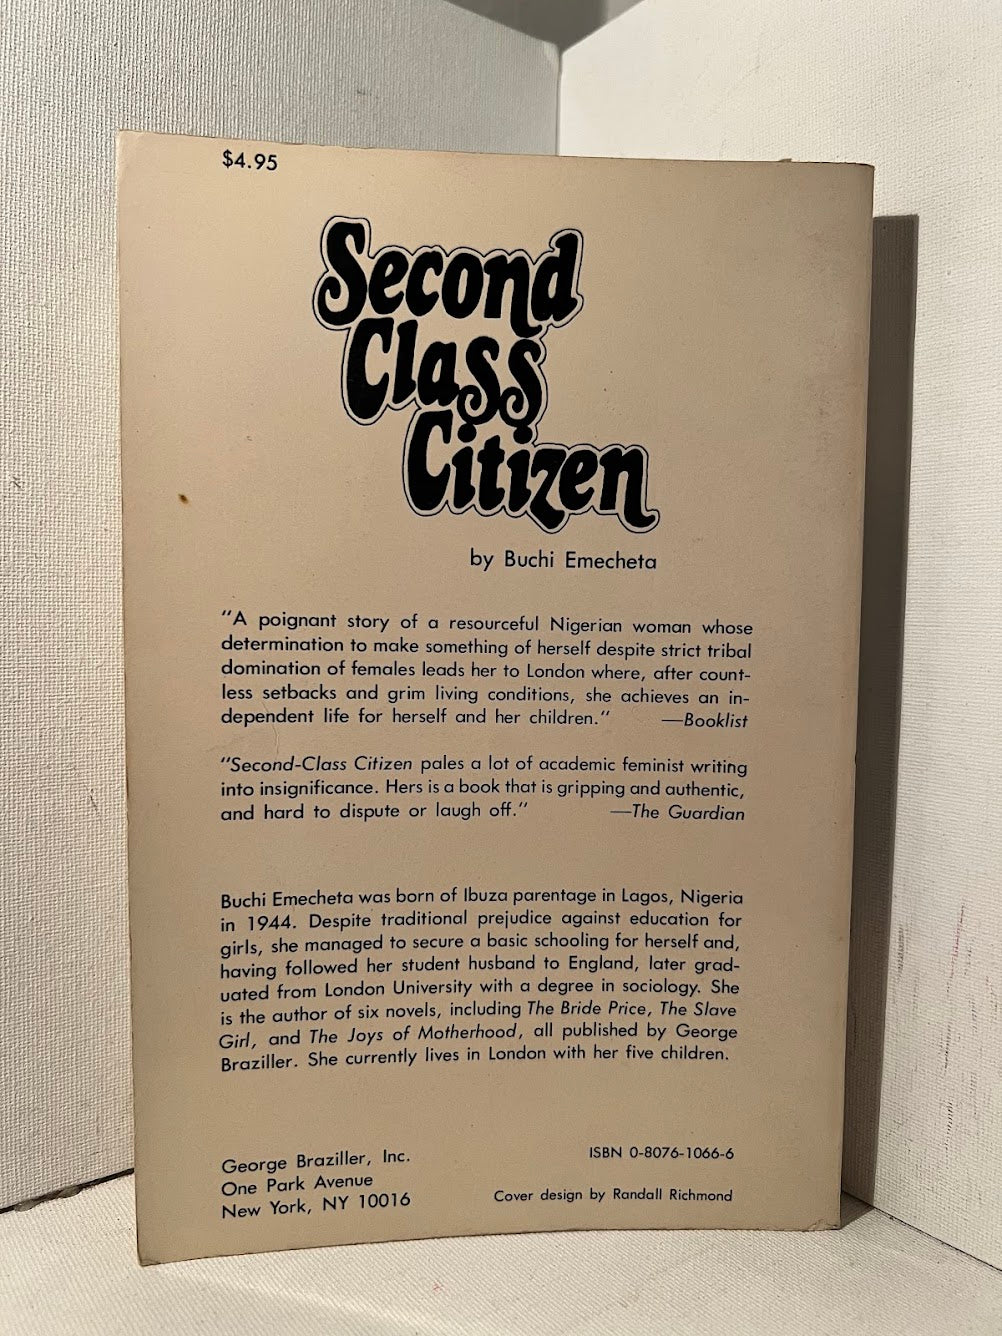 $4.95
Second
Class
Citizen
by Buchi Emecheta
"A poignant story of a resourceful Nigerian woman whose
determination to make something of herself despite strict tribal
domination of females leads her to London where, after count-
less setbacks and grim living conditions, she achieves an in-
dependent life for herself and her children." —Booklist
"Second-Class Citizen pales a lot of academic feminist writing
into insignificance. Hers is a book that is gripping and authentic,
and hard to dispute or laugh off." —The Guardian
Buchi Emecheta was born of Ibuza parentage in Lagos, Nigeria
in 1944. Despite traditional prejudice against education for
girls, she managed to secure a basic schooling for herself and,
having followed her student husband to England, later grad-
uated from London University with a degree in sociology. She
is the author of six novels, including The Bride Price, The Slave
Girl, and The Joys of Motherhood, all published by George
Braziller. She currently lives in London with her five children.
George Braziller, Inc.
One Park Avenue
New York, NY 10016
ISBN 0-8076-1066-6
Cover design by Randall Richmond